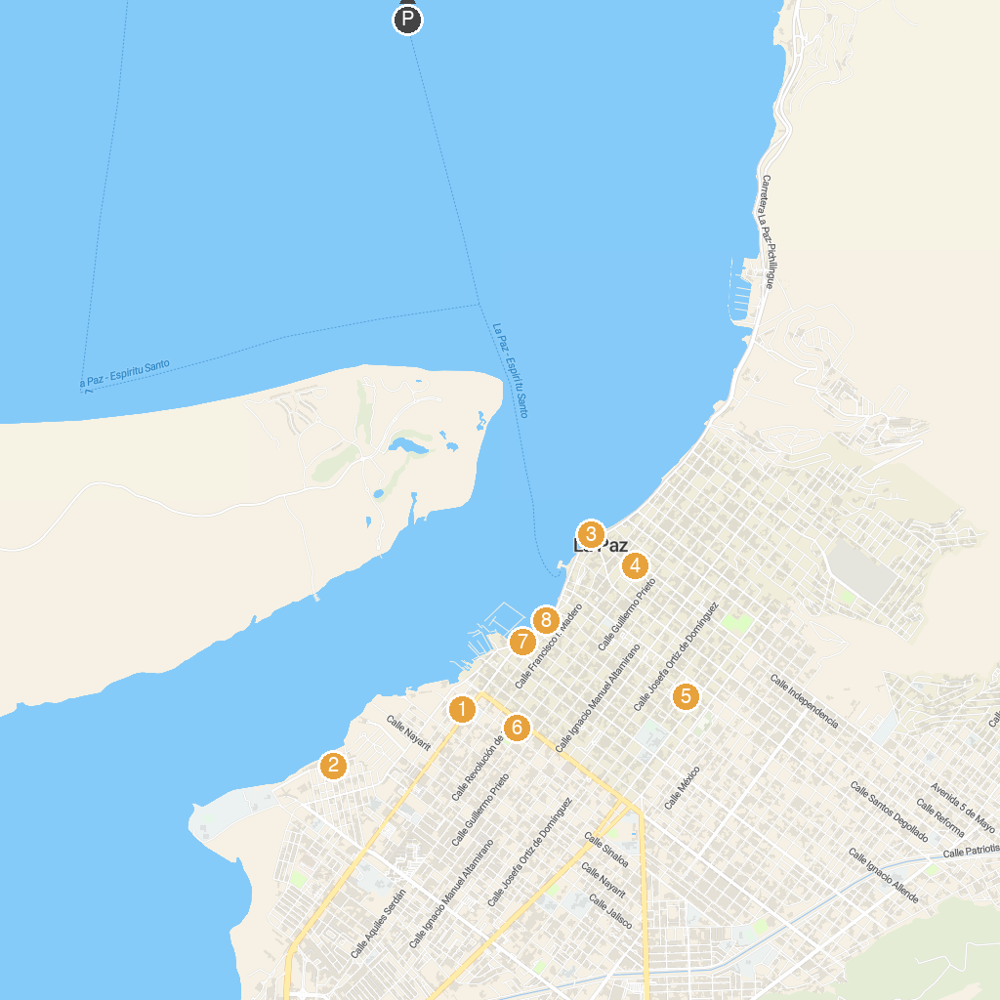 P
Carretera La Paz-Pichilingue
La Paz - Espíritu Santo
a Paz - Espíritu Santo
3
La Paz
4
Calle Guillermo Prieto
8
Calle Francisco I. Madero
7
Calle Josefa Ortiz de Domínguez
Calle Ignacio Manuel Altamirano
5
1
6
Calle Independencia
Calle Nayarit
2
Calle Revolución de
Calle Guillermo Prieto
Calle México
Calle Josefa Ortiz de Domínguez
Calle Ignacio Manuel Altamirano
Calle Aquiles Serdán
Calle Sinaloa
Calle Nayarit
Calle Jalisco
Calle Santos Degollado
Avenida 5 de Mayo
Calle Reforma
Calle Ignacio Allende
Calle Patriotis